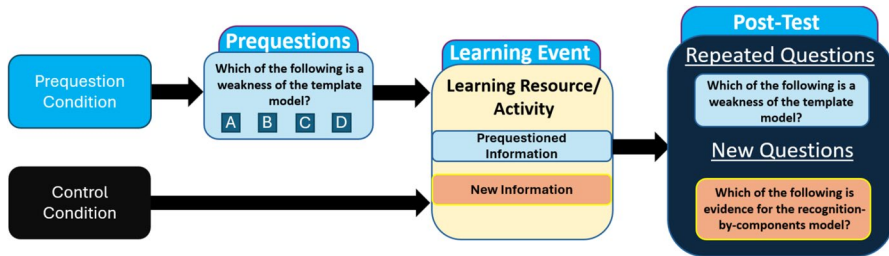 Prequestion
Condition
Prequestions
Which of the following is a
weakness of the template
model?
A B C D
Control
Condition
Learning Event
Learning Resource/
Activity
Prequestioned
Information
New Information
Post-Test
Repeated Questions
Which of the following is a
weakness of the template
model?
New Questions
Which of the following is
evidence for the recognition-
by-components model?